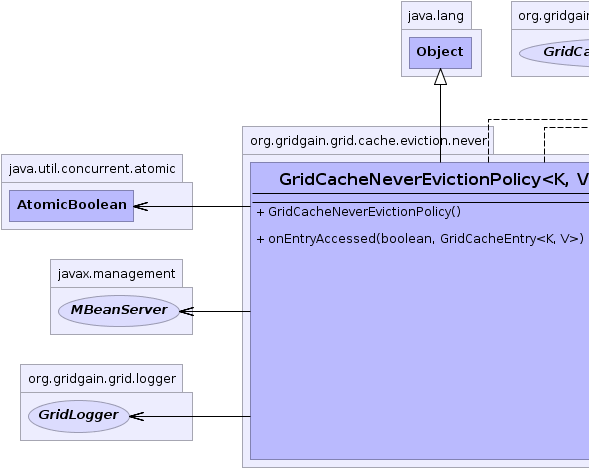 java.lang
Object
org.gridgain
GridCa
org.gridgain.grid.cache.eviction.never
GridCacheNeverEvictionPolicy<K, V
+ GridCacheNeverEvictionPolicy()
+ onEntryAccessed(boolean, GridCacheEntry<K, V>)
java.util.concurrent.atomic
AtomicBoolean
javax.management
MBeanServer
org.gridgain.grid.logger
GridLogger